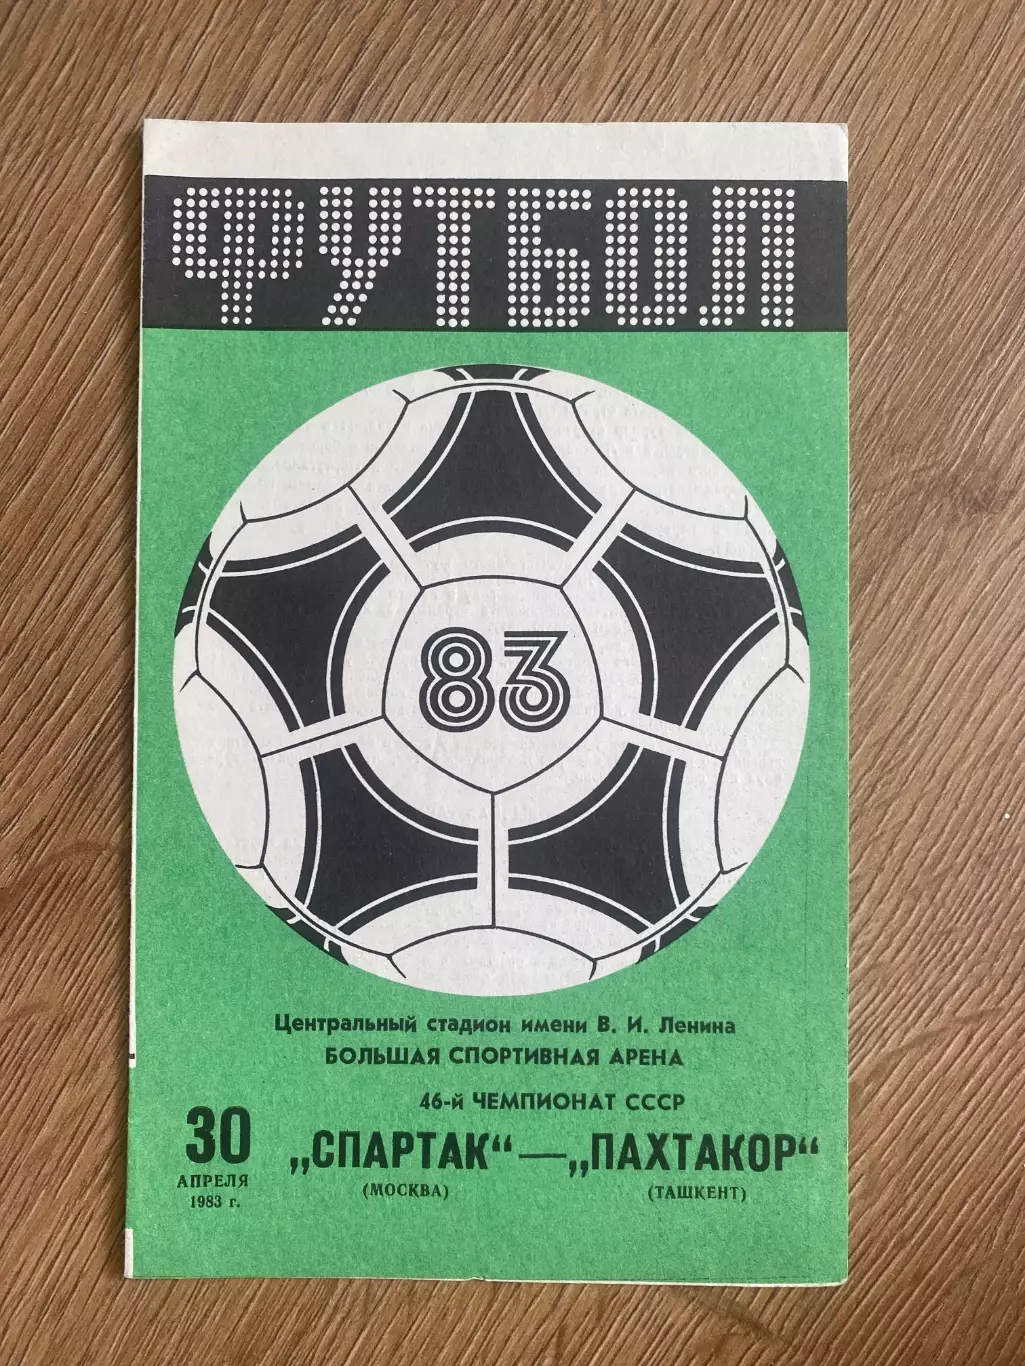 ФУТБОЛ
83
Центральный стадион имени В. И. Ленина
БОЛЬШАЯ СПОРТИВНАЯ АРЕНА
46-й ЧЕМПИОНАТ СССР
30
АПРЕЛЯ
1983 г.
„СПАРТАК“—„ПАХТАКОР“
(МОСКВА) (ТАШКЕНТ)